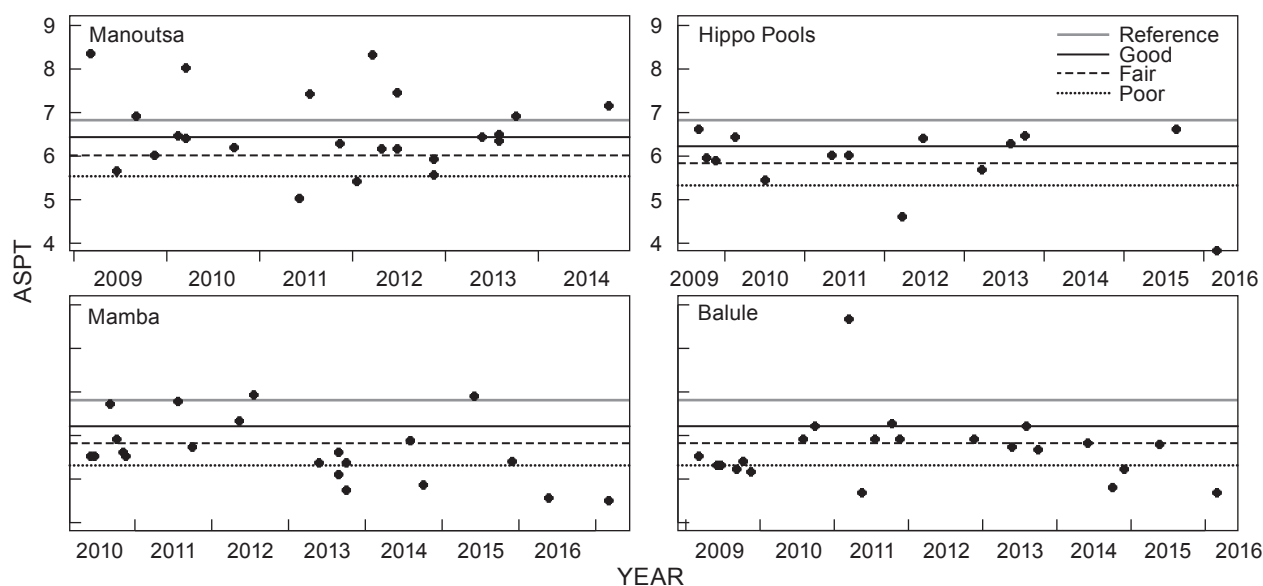 9
8
7
6
5
4
Manoutsa
2009 2010 2011 2012 2013 2014
9
8
7
6
5
4
Hippo Pools
Reference
Good
Fair
Poor
2009 2010 2011 2012 2013 2014 2015 2016
ASPT
Mamba
2010 2011 2012 2013 2014 2015 2016
Balule
2009 2010 2011 2012 2013 2014 2015 2016
YEAR